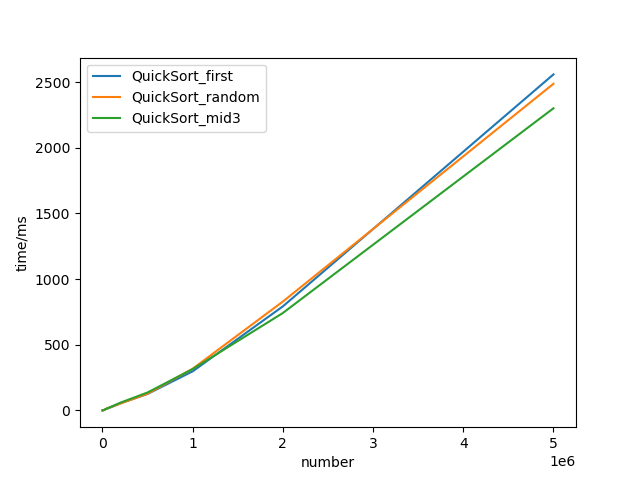 QuickSort_first
QuickSort_random
QuickSort_mid3
2500
2000
1500
1000
500
0
time/ms
0 1 2 3 4 5
1e6
number